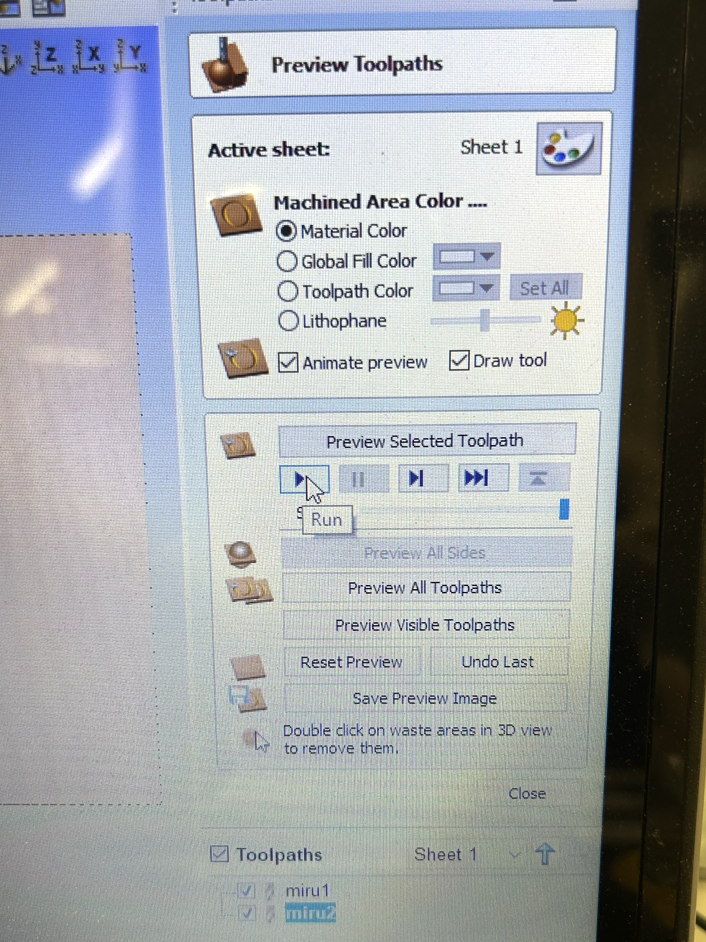 Z X Y
Preview Toolpaths
Active sheet: Sheet 1
Machined Area Color ....
Material Color
Global Fill Color
Toolpath Color Set All
Lithophane
Animate preview Draw tool
Preview Selected Toolpath
Run
Preview All Sides
Preview All Toolpaths
Preview Visible Toolpaths
Reset Preview Undo Last
Save Preview Image
Double click on waste areas in 3D view
to remove them.
Close
Toolpaths Sheet 1
miru1
miru2